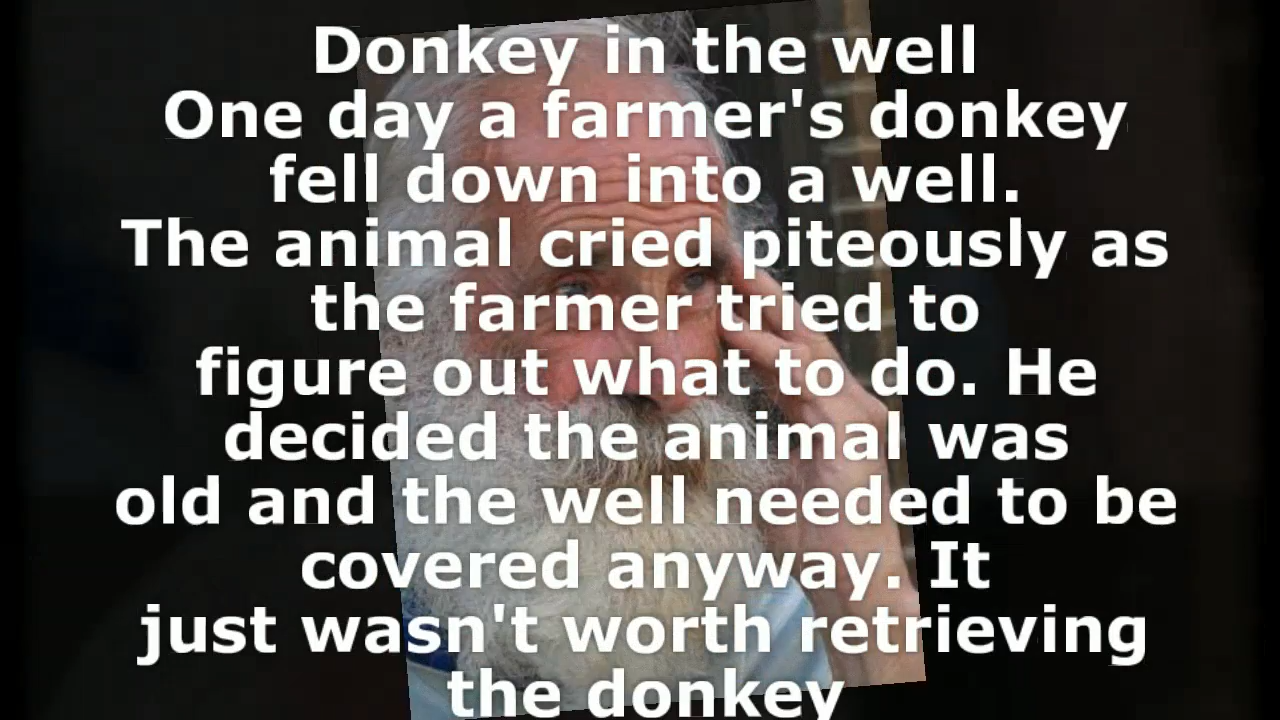 Donkey in the well
One day a farmer's donkey
fell down into a well.
The animal cried piteously as
the farmer tried to
figure out what to do. He
decided the animal was
old and the well needed to be
covered anyway. It
just wasn't worth retrieving
the donkey